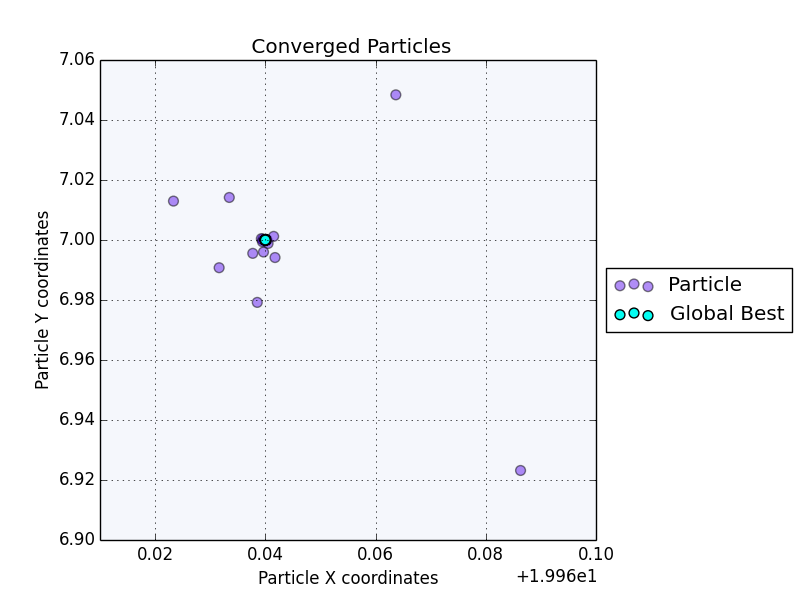 Converged Particles
7.06
7.04
7.02
7.00
6.98
6.96
6.94
6.92
6.90
Particle Y coordinates
0.02 0.04 0.06 0.08 0.10
Particle X coordinates
+1.996e1
Particle
Global Best